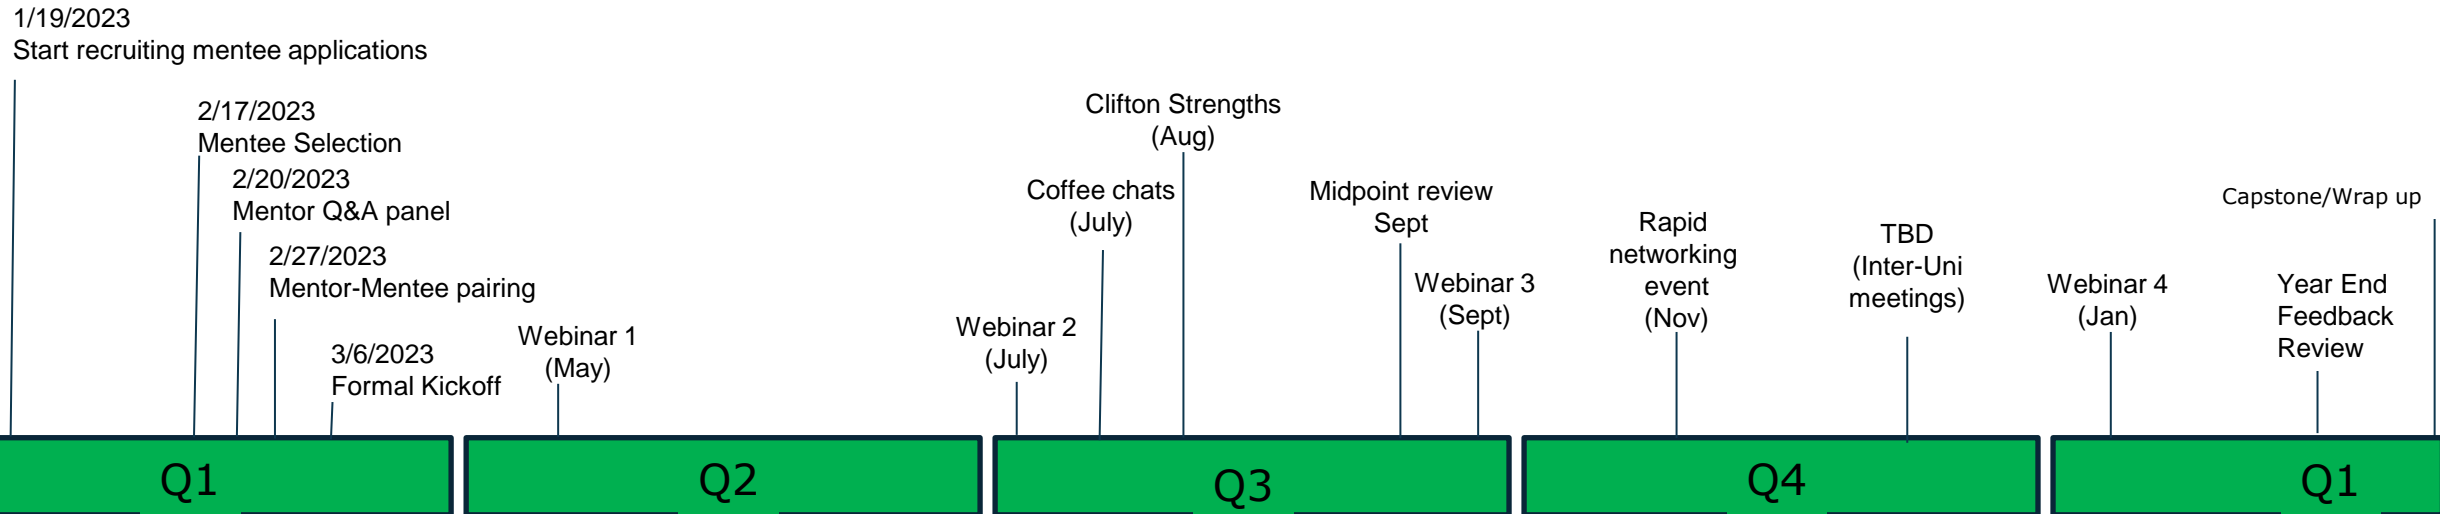 1/19/2023
Start recruiting mentee applications
2/17/2023
Mentee Selection
2/20/2023
Mentor Q&A panel
2/27/2023
Mentor-Mentee pairing
3/6/2023
Formal Kickoff
Webinar 1
(May)
Webinar 2
(July)
Coffee chats
(July)
Clifton Strengths
(Aug)
Midpoint review
Sept
Webinar 3
(Sept)
Rapid
networking
event
(Nov)
TBD
(Inter-Uni
meetings)
Webinar 4
(Jan)
Year End
Feedback
Review
Capstone/Wrap up
Q1
Q2
Q3
Q4
Q1